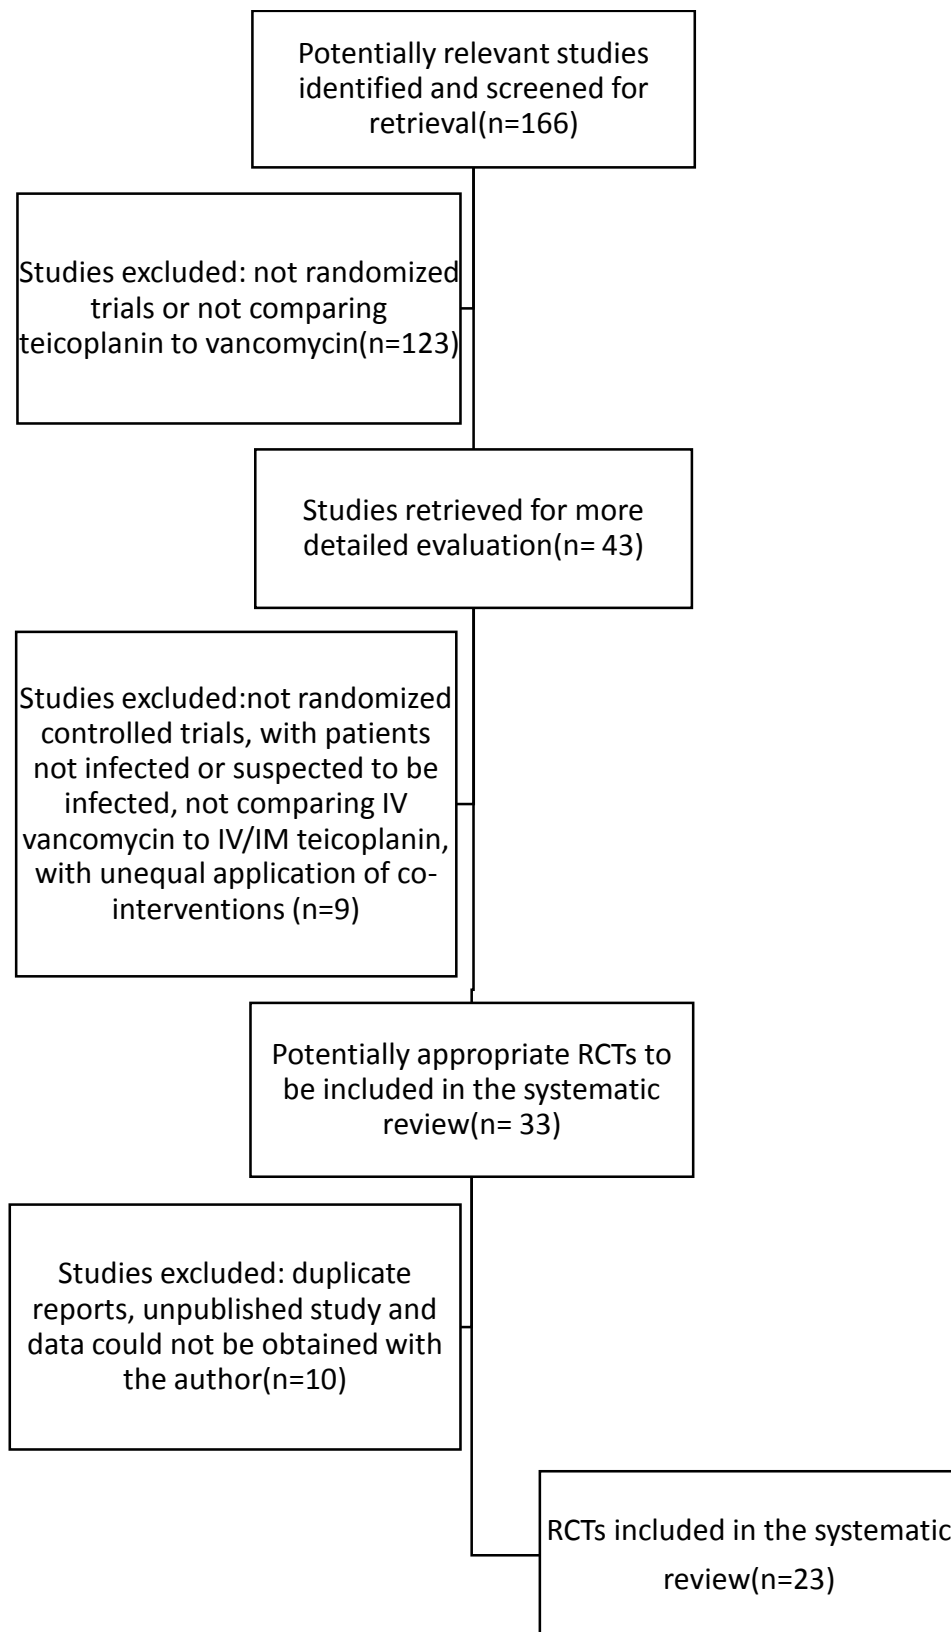 Potentially relevant studies
identified and screened for
retrieval(n=166)
Studies excluded: not randomized
trials or not comparing
teicoplanin to vancomycin(n=123)
Studies retrieved for more
detailed evaluation(n= 43)
Studies excluded:not randomized
controlled trials, with patients
not infected or suspected to be
infected, not comparing IV
vancomycin to IV/IM teicoplanin,
with unequal application of co-
interventions (n=9)
Potentially appropriate RCTs to
be included in the systematic
review(n= 33)
Studies excluded: duplicate
reports, unpublished study and
data could not be obtained with
the author(n=10)
RCTs included in the systematic
review(n=23)